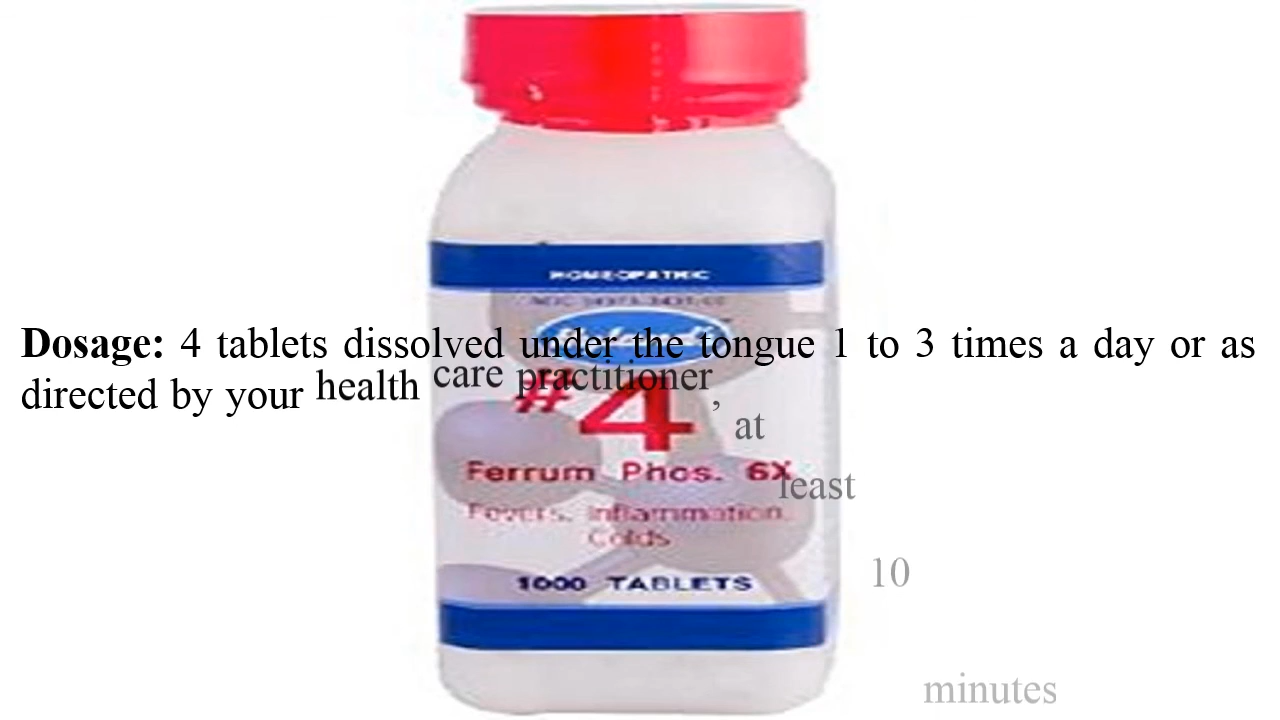 HOMEOPATHIC
Dosage: 4 tablets dissolved under the tongue 1 to 3 times a day or as
directed by your health care practitioner,
at
least
10
minutes
#4
Ferrum Phos. 6X
Fevers, Inflammation,
Colds
1000 TABLETS